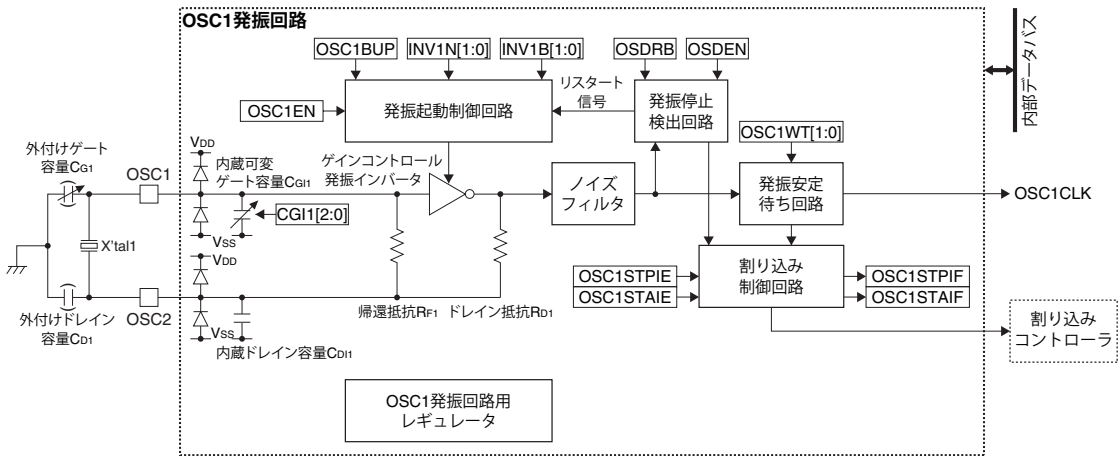 OSC1発振回路
OSC1BUP
INV1N[1:0]
INV1B[1:0]
OSDRB
OSDEN
リスタート
信号
発振起動制御回路
発振停止
検出回路
内部データバス
OSC1EN
OSC1WT[1:0]
外付けゲート
容量CG1
OSC1
VDD
内蔵可変
ゲート容量CGI1
ゲインコントロール
発振インバータ
ノイズ
フィルタ
発振安定
待ち回路
OSC1CLK
CGI1[2:0]
VSS
X'tal1
VDD
OSC1STPIE
OSC1STAIE
割り込み
制御回路
OSC1STPIF
OSC1STAIF
外付けドレイン
容量CD1
OSC2
VSS
内蔵ドレイン容量CDI1
帰還抵抗RF1
ドレイン抵抗RD1
割り込み
コントローラ
OSC1発振回路用
レギュレータ